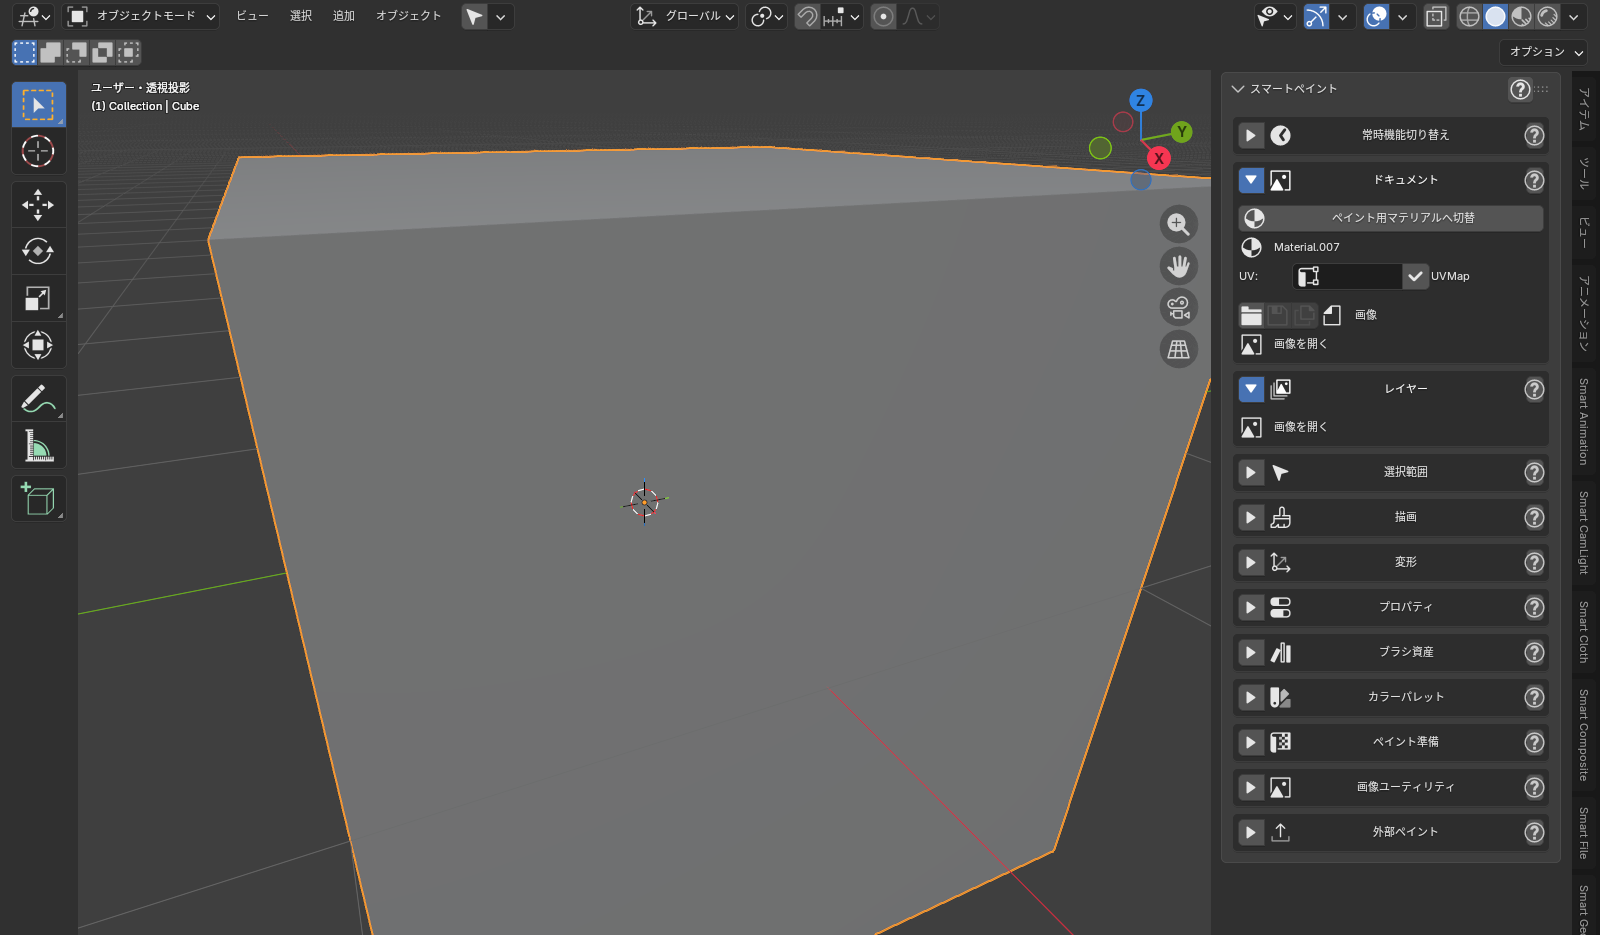 オブジェクトモード
ビュー
選択
追加
オブジェクト
グローバル
オプション
ユーザー・透視投影
(1) Collection | Cube
Z
Y
X
スマートペイント
常時機能切り替え
ドキュメント
ペイント用マテリアルへ切替
Material.007
UV:
UVMap
画像
画像を開く
レイヤー
画像を開く
選択範囲
描画
変形
プロパティ
ブラシ資産
カラーパレット
ペイント準備
画像ユーティリティ
外部ペイント
アイテム
ツール
ビュー
アニメーション
Smart Animation
Smart CamLight
Smart Cloth
Smart Composite
Smart File
Smart Ge